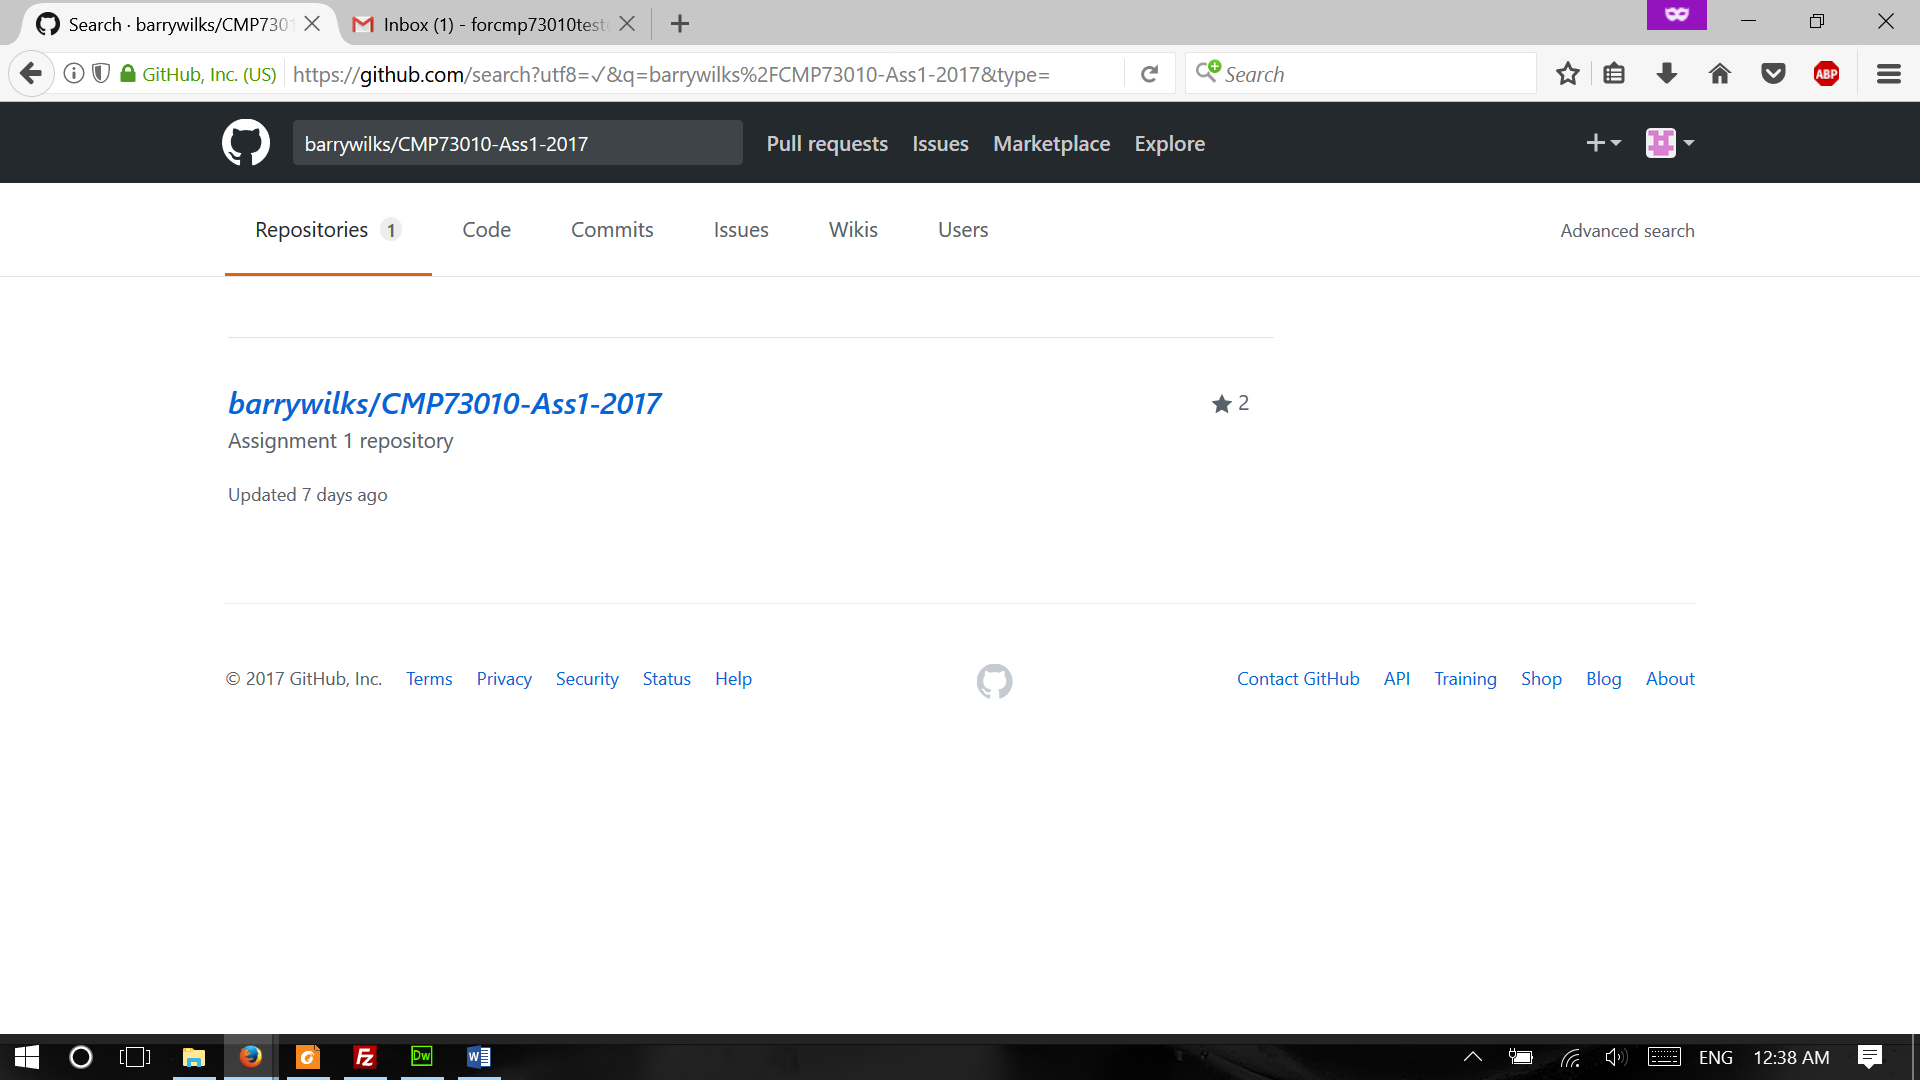 Search · barrywilks/CMP7301
Inbox (1) - forcmp73010test
GitHub, Inc. (US)
https://github.com/search?utf8=✓&q=barrywilks%2FCMP73010-Ass1-2017&type=
Search
ABP
barrywilks/CMP73010-Ass1-2017
Pull requests Issues Marketplace Explore
Repositories 1 Code Commits Issues Wikis Users Advanced search
barrywilks/CMP73010-Ass1-2017
2
Assignment 1 repository
Updated 7 days ago
© 2017 GitHub, Inc. Terms Privacy Security Status Help Contact GitHub API Training Shop Blog About
Fz Dw W ENG 12:38 AM